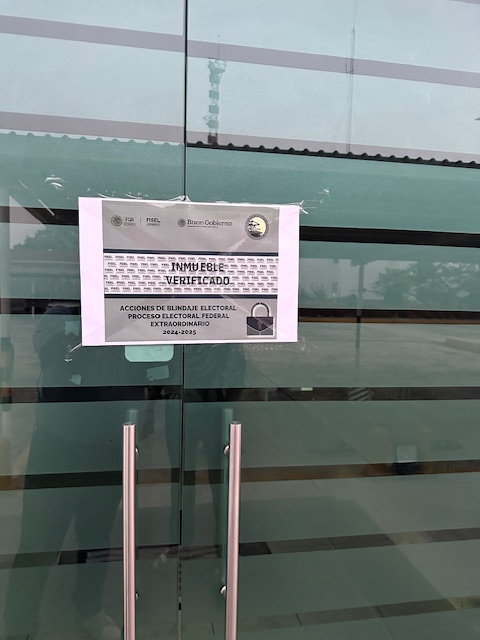 FGR FISEL Buen Gobierno
INMUEBLE
VERIFICADO
ACCIONES DE BLINDAJE ELECTORAL
PROCESO ELECTORAL FEDERAL
EXTRAORDINARIO
2024-2025